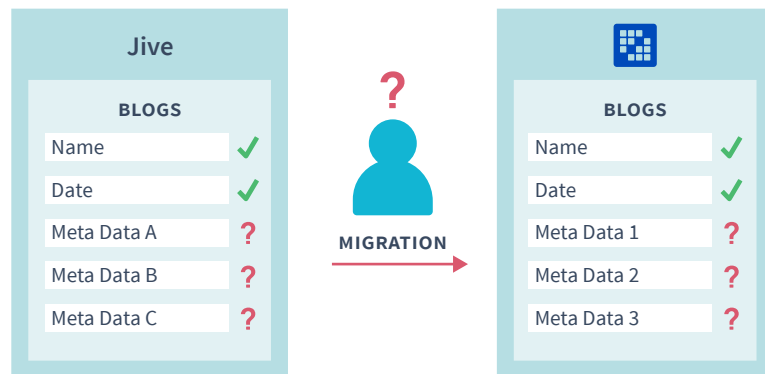 Jive
BLOGS
Name
Date
Meta Data A
?
Meta Data B
?
Meta Data C
?
?
MIGRATION
BLOGS
Name
Date
Meta Data 1
?
Meta Data 2
?
Meta Data 3
?